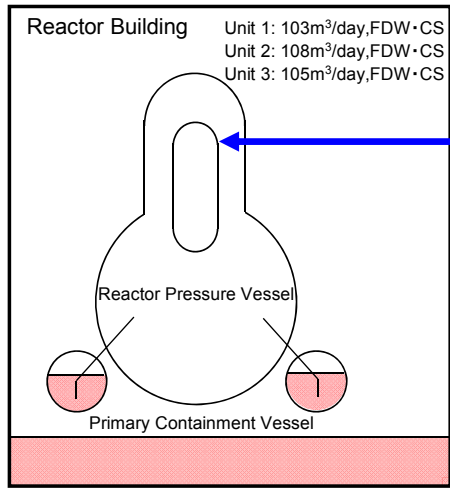 Reactor Building
Unit 1: 103m³/day,FDW・CS
Unit 2: 108m³/day,FDW・CS
Unit 3: 105m³/day,FDW・CS
Reactor Pressure Vessel
Primary Containment Vessel